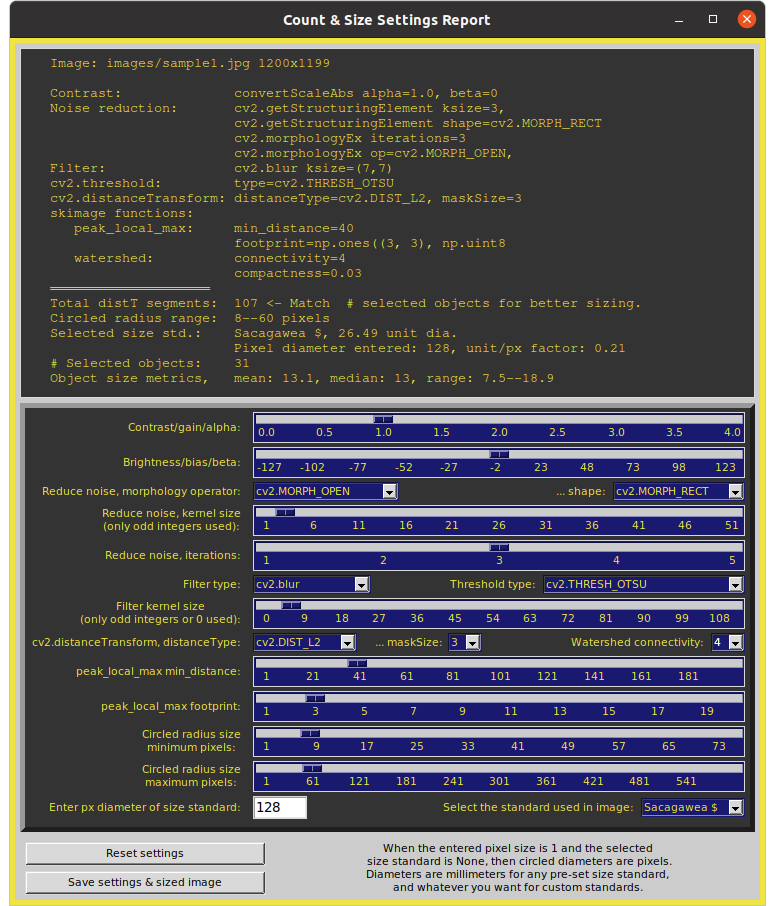 Count & Size Settings Report
Image: images/sample1.jpg 1200x1199
Contrast: convertScaleAbs alpha=1.0, beta=0
Noise reduction: cv2.getStructuringElement ksize=3,
cv2.getStructuringElement shape=cv2.MORPH_RECT
cv2.morphologyEx iterations=3
cv2.morphologyEx op=cv2.MORPH_OPEN,
Filter: cv2.blur ksize=(7,7)
cv2.threshold: type=cv2.THRESH_OTSU
cv2.distanceTransform: distanceType=cv2.DIST_L2, maskSize=3
skimage functions:
peak_local_max: min_distance=40
footprint=np.ones((3, 3), np.uint8
watershed: connectivity=4
compactness=0.03
════════════════════
Total distT segments: 107 <- Match # selected objects for better sizing.
Circled radius range: 8--60 pixels
Selected size std.: Sacagawea $, 26.49 unit dia.
Pixel diameter entered: 128, unit/px factor: 0.21
# Selected objects: 31
Object size metrics, mean: 13.1, median: 13, range: 7.5--18.9
Contrast/gain/alpha:
0.0 0.5 1.0 1.5 2.0 2.5 3.0 3.5 4.0
Brightness/bias/beta:
-127 -102 -77 -52 -27 -2 23 48 73 98 123
Reduce noise, morphology operator: cv2.MORPH_OPEN ... shape: cv2.MORPH_RECT
Reduce noise, kernel size
(only odd integers used):
1 6 11 16 21 26 31 36 41 46 51
Reduce noise, iterations:
1 2 3 4 5
Filter type: cv2.blur Threshold type: cv2.THRESH_OTSU
Filter kernel size
(only odd integers or 0 used):
0 9 18 27 36 45 54 63 72 81 90 99 108
cv2.distanceTransform, distanceType: cv2.DIST_L2 ... maskSize: 3 Watershed connectivity: 4
peak_local_max min_distance:
1 21 41 61 81 101 121 141 161 181
peak_local_max footprint:
1 3 5 7 9 11 13 15 17 19
Circled radius size
minimum pixels:
1 9 17 25 33 41 49 57 65 73
Circled radius size
maximum pixels:
1 61 121 181 241 301 361 421 481 541
Enter px diameter of size standard: 128 Select the standard used in image: Sacagawea $
Reset settings
Save settings & sized image
When the entered pixel size is 1 and the selected
size standard is None, then circled diameters are pixels.
Diameters are millimeters for any pre-set size standard,
and whatever you want for custom standards.